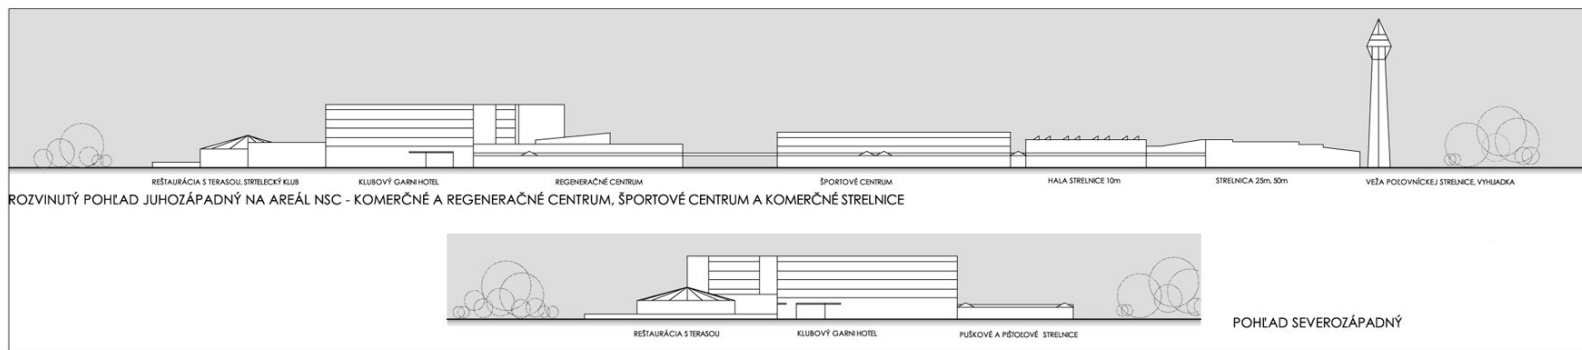 REŠTAURÁCIA S TERASOU, STRTELECKÝ KLUB KLUBOVÝ GARNI HOTEL REGENERAČNÉ CENTRUM ŠPORTOVÉ CENTRUM HALA STRELNICE 10m STRELNICA 25m, 50m VEŽA POĽOVNÍCKEJ STRELNICE, VYHLIADKA
ROZVINUTÝ POHĽAD JUHOZÁPADNÝ NA AREÁL NSC - KOMERČNÉ A REGENERAČNÉ CENTRUM, ŠPORTOVÉ CENTRUM A KOMERČNÉ STRELNICE
REŠTAURÁCIA S TERASOU KLUBOVÝ GARNI HOTEL PUŠKOVÉ A PIŠTOĽOVÉ STRELNICE
POHĽAD SEVEROZÁPADNÝ